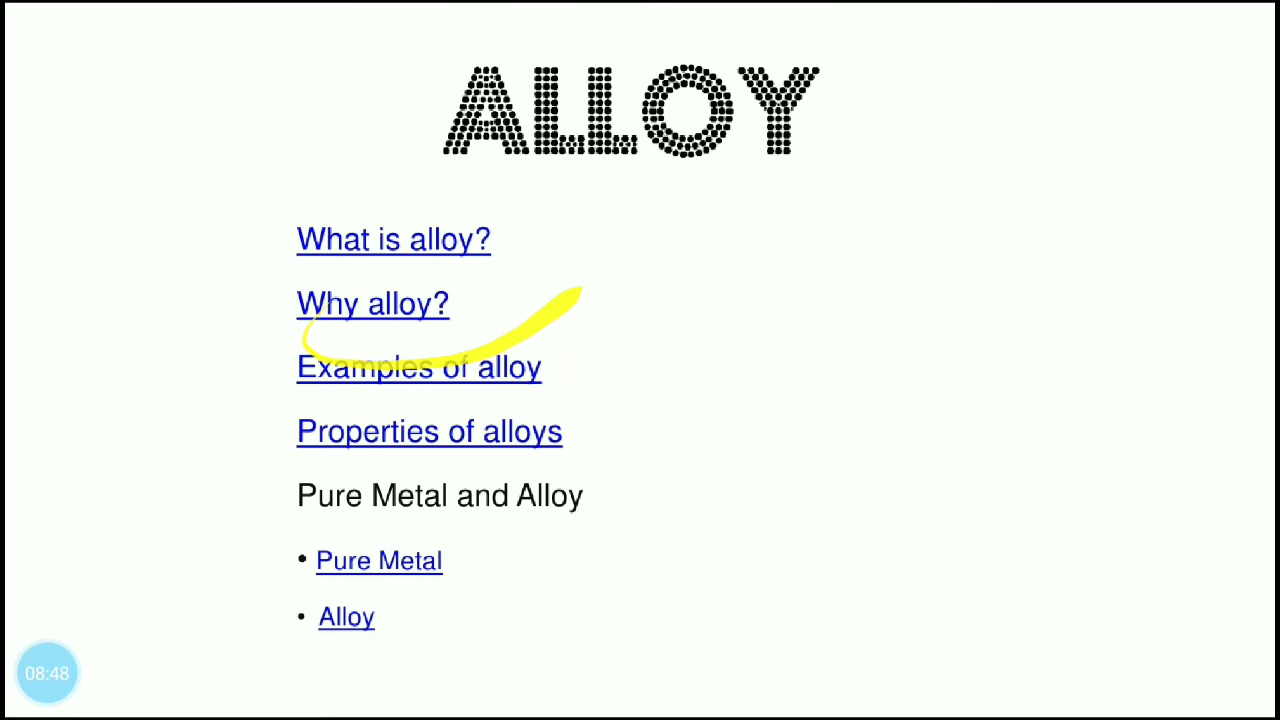 ALLOY
What is alloy?
Why alloy?
Examples of alloy
Properties of alloys
Pure Metal and Alloy
• Pure Metal
• Alloy
08:48